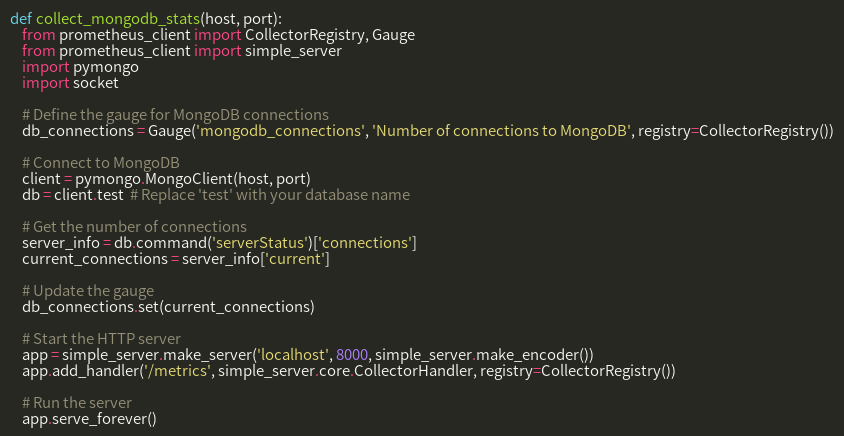 def collect_mongodb_stats(host, port):
    from prometheus_client import CollectorRegistry, Gauge
    from prometheus_client import simple_server
    import pymongo
    import socket

    # Define the gauge for MongoDB connections
    db_connections = Gauge('mongodb_connections', 'Number of connections to MongoDB', registry=CollectorRegistry())

    # Connect to MongoDB
    client = pymongo.MongoClient(host, port)
    db = client.test  # Replace 'test' with your database name

    # Get the number of connections
    server_info = db.command('serverStatus')['connections']
    current_connections = server_info['current']

    # Update the gauge
    db_connections.set(current_connections)

    # Start the HTTP server
    app = simple_server.make_server('localhost', 8000, simple_server.make_encoder())
    app.add_handler('/metrics', simple_server.core.CollectorHandler, registry=CollectorRegistry())

    # Run the server
    app.serve_forever()